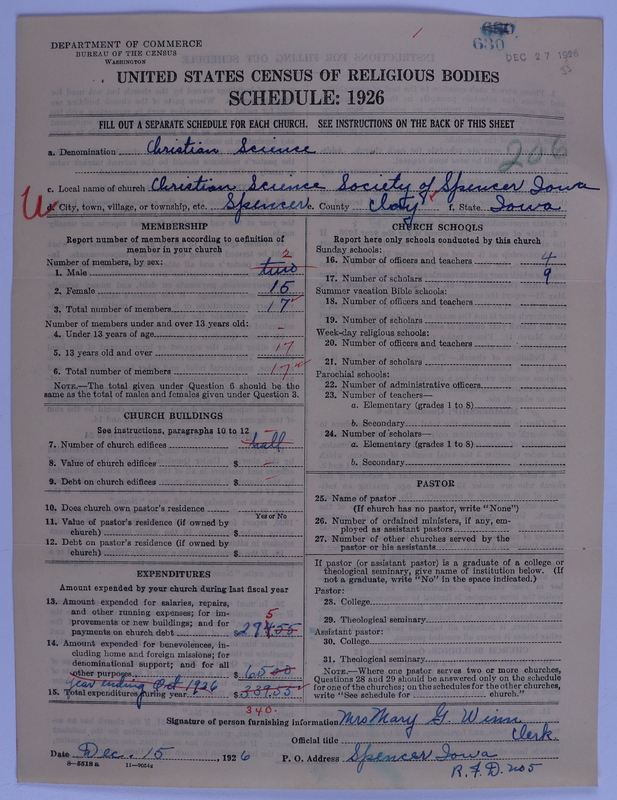 680
630
DEC 27 1926
DEPARTMENT OF COMMERCE
BUREAU OF THE CENSUS
WASHINGTON
UNITED STATES CENSUS OF RELIGIOUS BODIES
SCHEDULE: 1926
FILL OUT A SEPARATE SCHEDULE FOR EACH CHURCH. SEE INSTRUCTIONS ON THE BACK OF THIS SHEET
a. Denomination Christian Science
206
c. Local name of church Christian Science Society of Spencer Iowa
d. City, town, village, or township, etc. Spencer e. County Clay f. State Iowa
MEMBERSHIP
Report number of members according to definition of
member in your church
Number of members, by sex:
2
1. Male two
2. Female 15
3. Total number of members 17
Number of members under and over 13 years old:
4. Under 13 years of age -
5. 13 years old and over 17
6. Total number of members 17
NOTE.—The total given under Question 6 should be the
same as the total of males and females given under Question 3.
CHURCH BUILDINGS
See instructions, paragraphs 10 to 12
7. Number of church edifices hall
8. Value of church edifices $ -
9. Debt on church edifices $ -
10. Does church own pastor's residence
Yes or No
11. Value of pastor's residence (if owned by
church) $
12. Debt on pastor's residence (if owned by
church) $
EXPENDITURES
Amount expended by church during last fiscal year
13. Amount expended for salaries, repairs,
and other running expenses; for im-
provements or new buildings; and for
payments on church debt $
14. Amount expended for benevolences, in-
cluding home and foreign missions; for
denominational support; and for all
other purposes $ 65.00
year ending Oct 1926
15. Total expenditures during year $
340.
CHURCH SCHOOLS
Report here only schools conducted by this church
Sunday schools:
16. Number of officers and teachers 4
17. Number of scholars 9
Summer vacation Bible schools:
18. Number of officers and teachers
19. Number of scholars
Week-day religious schools:
20. Number of officers and teachers
21. Number of scholars
Parochial schools:
22. Number of administrative officers
23. Number of teachers—
a. Elementary (grades 1 to 8)
b. Secondary
24. Number of scholars—
a. Elementary (grades 1 to 8)
b. Secondary
PASTOR
25. Name of pastor
(If church has no pastor, write "None")
26. Number of ordained ministers, if any, em-
ployed as assistant pastors
27. Number of other churches served by the
pastor or his assistants
If pastor (or assistant pastor) is a graduate of a college or
theological seminary, give name of institution below. (If
not a graduate, write "No" in the space indicated.)
Pastor:
28. College
29. Theological seminary
Assistant pastor:
30. College
31. Theological seminary
NOTE.—Where one pastor serves two or more churches,
Questions 28 and 29 should be answered only on the schedule
for one of the churches; on the schedules for the other churches,
write "See schedule for church."
Signature of person furnishing information Mrs Mary G. Winn
Official title Clerk
Date Dec. 15, 1926 P. O. Address Spencer Iowa
R.F.D. no 5
8-5518a 11-9034a